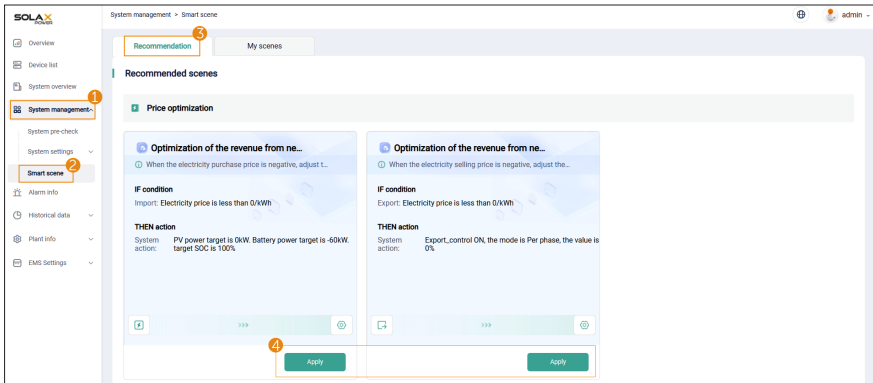 SOLAX
POWER
System management > Smart scene
admin
Overview
Device list
System overview
1
System management
System pre-check
System settings
2
Smart scene
Alarm info
Historical data
Plant info
EMS Settings
3
Recommendation
My scenes
Recommended scenes
Price optimization
Optimization of the revenue from ne...
When the electricity purchase price is negative, adjust t...
IF condition
Import: Electricity price is less than 0/kWh
THEN action
System action: PV power target is 0kW. Battery power target is -60kW.
target SOC is 100%
>>>
Apply
Optimization of the revenue from ne...
When the electricity selling price is negative, adjust the...
IF condition
Export: Electricity price is less than 0/kWh
THEN action
System action: Export_control ON, the mode is Per phase, the value is
0%
>>>
4
Apply